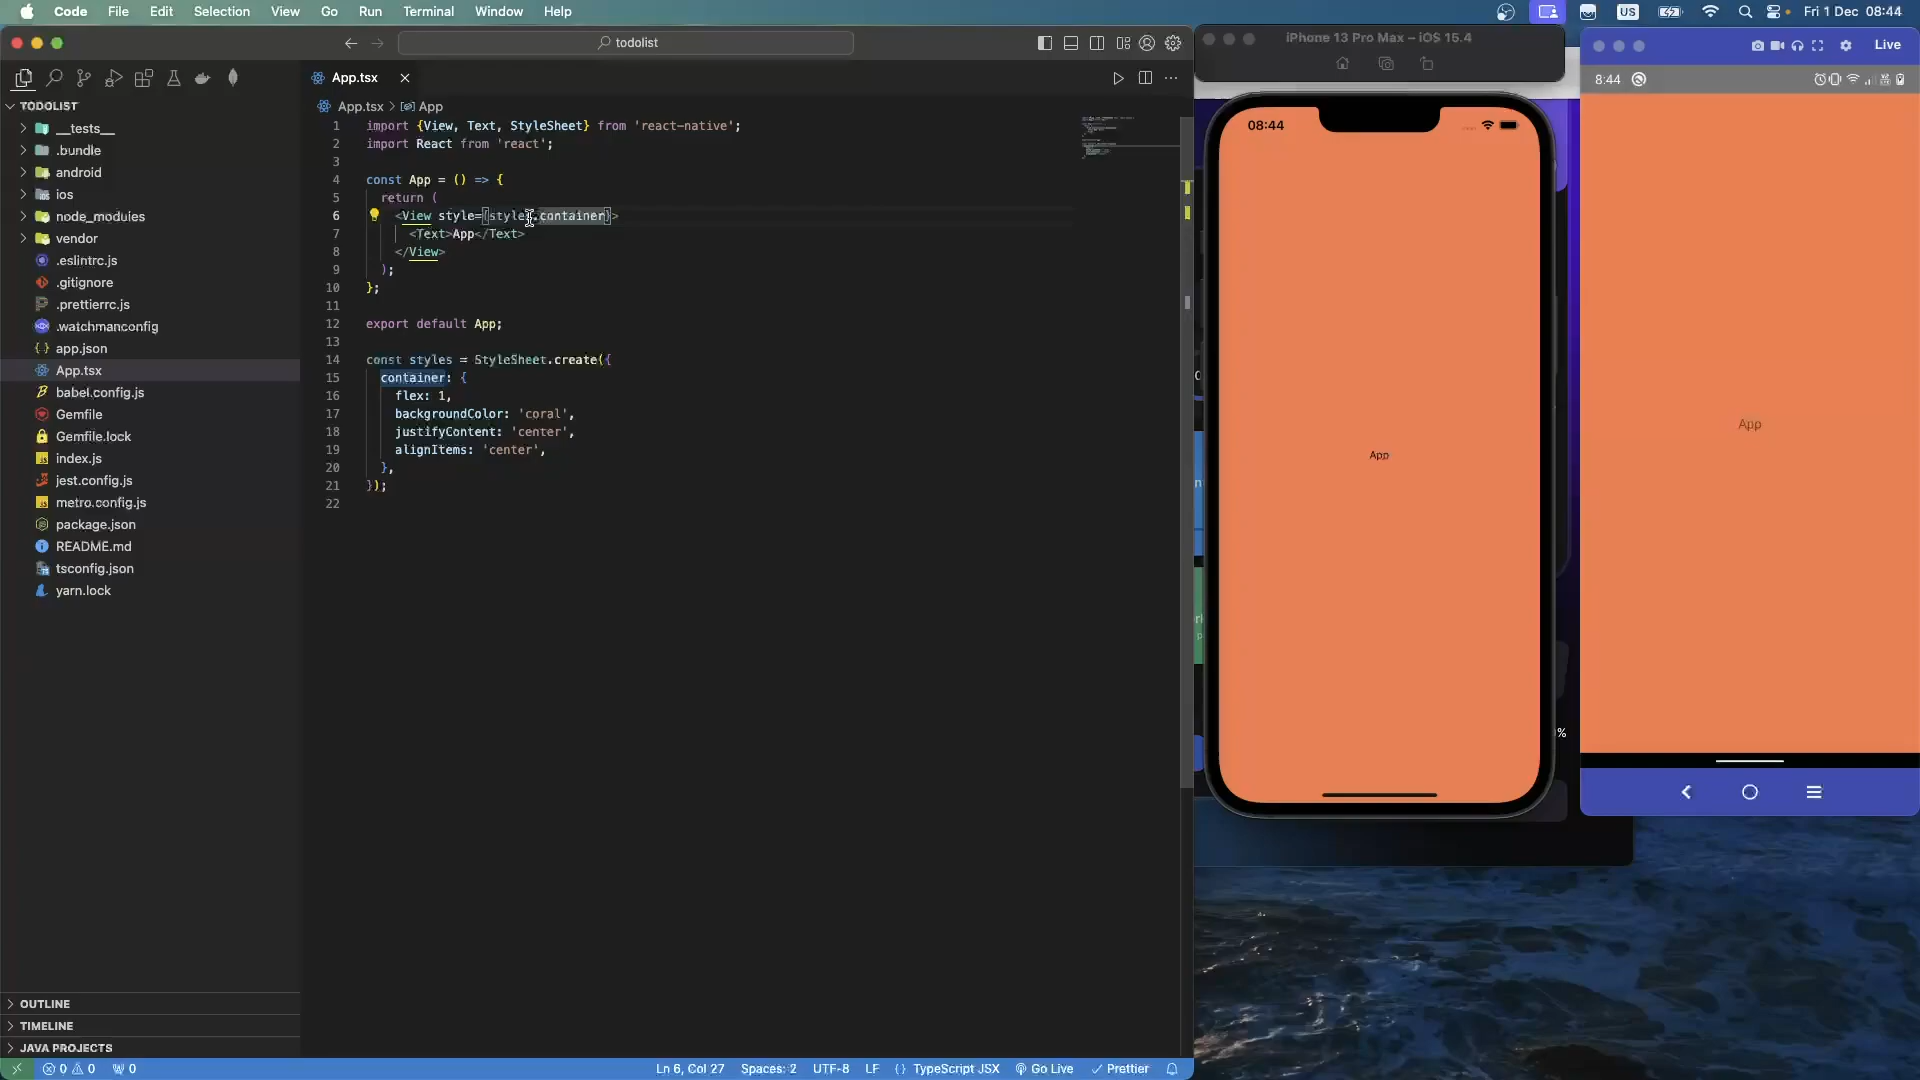 Code File Edit Selection View Go Run Terminal Window Help
US Fri 1 Dec 08:44
todolist
iPhone 13 Pro Max – iOS 15.4
Live
App.tsx
TODOLIST
8:44
App.tsx > App
__tests__
.bundle
android
ios
node_modules
vendor
.eslintrc.js
.gitignore
.prettierrc.js
.watchmanconfig
app.json
App.tsx
babel.config.js
Gemfile
Gemfile.lock
index.js
jest.config.js
metro.config.js
package.json
README.md
tsconfig.json
yarn.lock
OUTLINE
TIMELINE
JAVA PROJECTS
1 import {View, Text, StyleSheet} from 'react-native';
2 import React from 'react';
3
4 const App = () => {
5 return (
6 <View style={styles.container}>
7 <Text>App</Text>
8 </View>
9 );
10 };
11
12 export default App;
13
14 const styles = StyleSheet.create({
15 container: {
16 flex: 1,
17 backgroundColor: 'coral',
18 justifyContent: 'center',
19 alignItems: 'center',
20 },
21 });
22
08:44
App
App
%
0 0 0
Ln 6, Col 27 Spaces: 2 UTF-8 LF {} TypeScript JSX Go Live Prettier